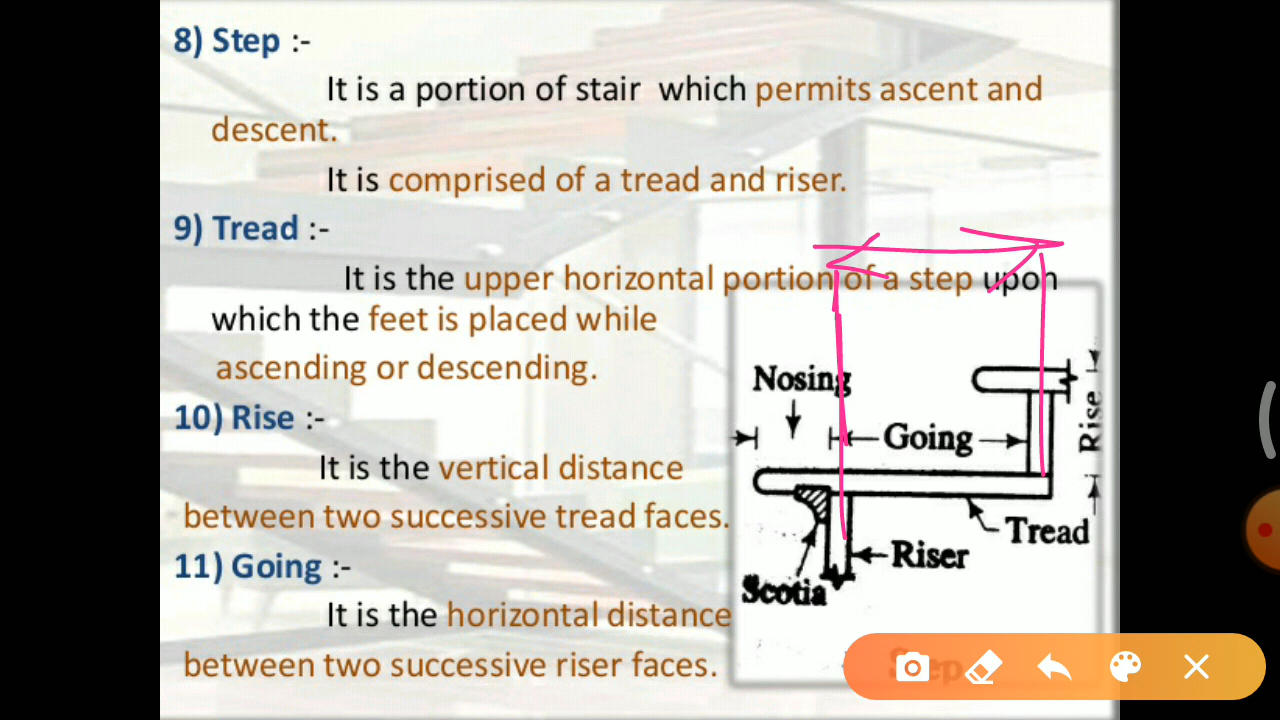 8) Step :-
It is a portion of stair which permits ascent and
descent.
It is comprised of a tread and riser.
9) Tread :-
It is the upper horizontal portion of a step upon
which the feet is placed while
ascending or descending.
10) Rise :-
It is the vertical distance
between two successive tread faces.
11) Going :-
It is the horizontal distance
between two successive riser faces.
Nosing
Going
Rise
Tread
Riser
Scotia
Step